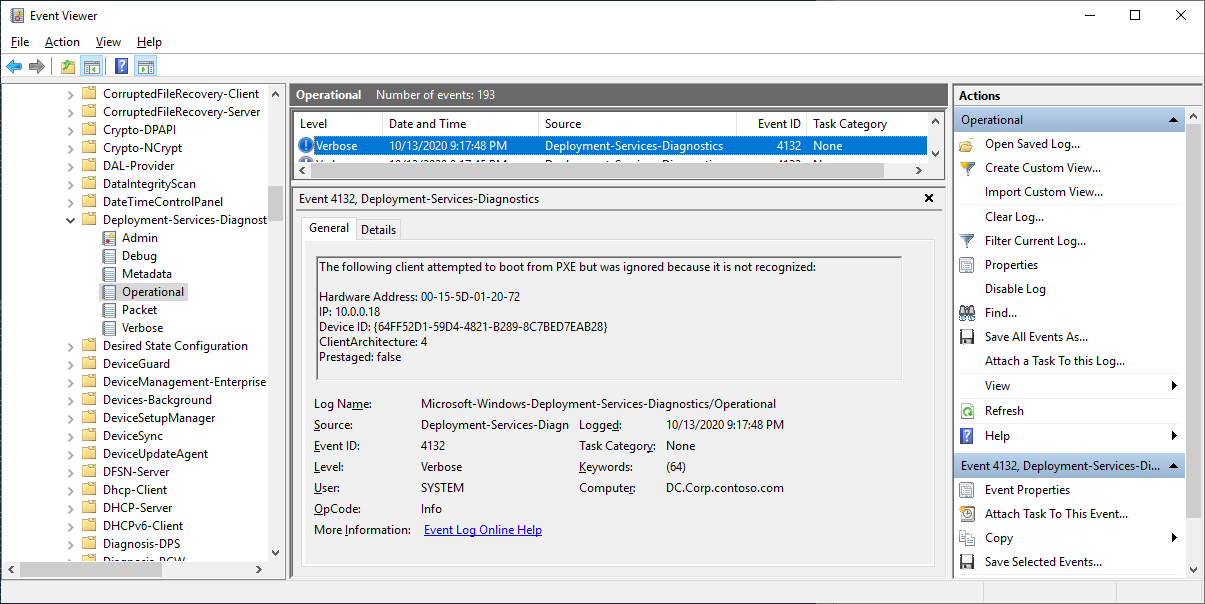 Event Viewer
File Action View Help
CorruptedFileRecovery-Client
CorruptedFileRecovery-Server
Crypto-DPAPI
Crypto-NCrypt
DAL-Provider
DataIntegrityScan
DateTimeControlPanel
Deployment-Services-Diagnost
Admin
Debug
Metadata
Operational
Packet
Verbose
Desired State Configuration
DeviceGuard
DeviceManagement-Enterprise
Devices-Background
DeviceSetupManager
DeviceSync
DeviceUpdateAgent
DFSN-Server
Dhcp-Client
DHCP-Server
DHCPv6-Client
Diagnosis-DPS
Operational Number of events: 193
Level Date and Time Source Event ID Task Category
Verbose 10/13/2020 9:17:48 PM Deployment-Services-Diagnostics 4132 None
Event 4132, Deployment-Services-Diagnostics
General Details
The following client attempted to boot from PXE but was ignored because it is not recognized:
Hardware Address: 00-15-5D-01-20-72
IP: 10.0.0.18
Device ID: {64FF52D1-59D4-4821-B289-8C7BED7EAB28}
ClientArchitecture: 4
Prestaged: false
Log Name: Microsoft-Windows-Deployment-Services-Diagnostics/Operational
Source: Deployment-Services-Diagn Logged: 10/13/2020 9:17:48 PM
Event ID: 4132 Task Category: None
Level: Verbose Keywords: (64)
User: SYSTEM Computer: DC.Corp.contoso.com
OpCode: Info
More Information: Event Log Online Help
Actions
Operational
Open Saved Log...
Create Custom View...
Import Custom View...
Clear Log...
Filter Current Log...
Properties
Disable Log
Find...
Save All Events As...
Attach a Task To this Log...
View
Refresh
Help
Event 4132, Deployment-Services-Di...
Event Properties
Attach Task To This Event...
Copy
Save Selected Events...